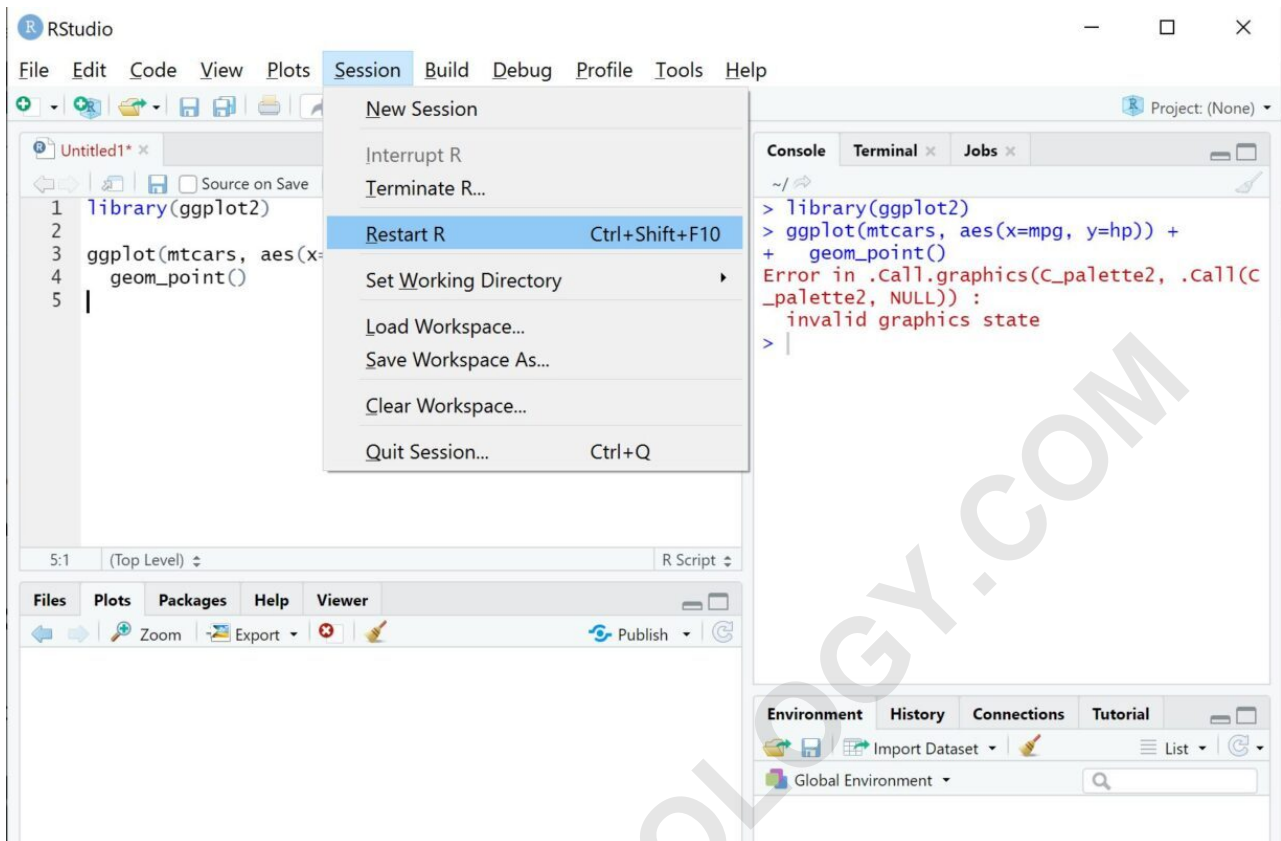 RStudio
File Edit Code View Plots Session Build Debug Profile Tools Help
Project: (None)
New Session
Interrupt R
Terminate R...
Restart R Ctrl+Shift+F10
Set Working Directory
Load Workspace...
Save Workspace As...
Clear Workspace...
Quit Session... Ctrl+Q
Untitled1*
Source on Save
1 library(ggplot2)
2
3 ggplot(mtcars, aes(x=
4 geom_point()
5
5:1 (Top Level) R Script
Console Terminal Jobs
~/
> library(ggplot2)
> ggplot(mtcars, aes(x=mpg, y=hp)) +
+ geom_point()
Error in .Call.graphics(C_palette2, .Call(C
_palette2, NULL)) :
invalid graphics state
>
Files Plots Packages Help Viewer
Zoom Export Publish
Environment History Connections Tutorial
Import Dataset List
Global Environment
OLOGY.COM